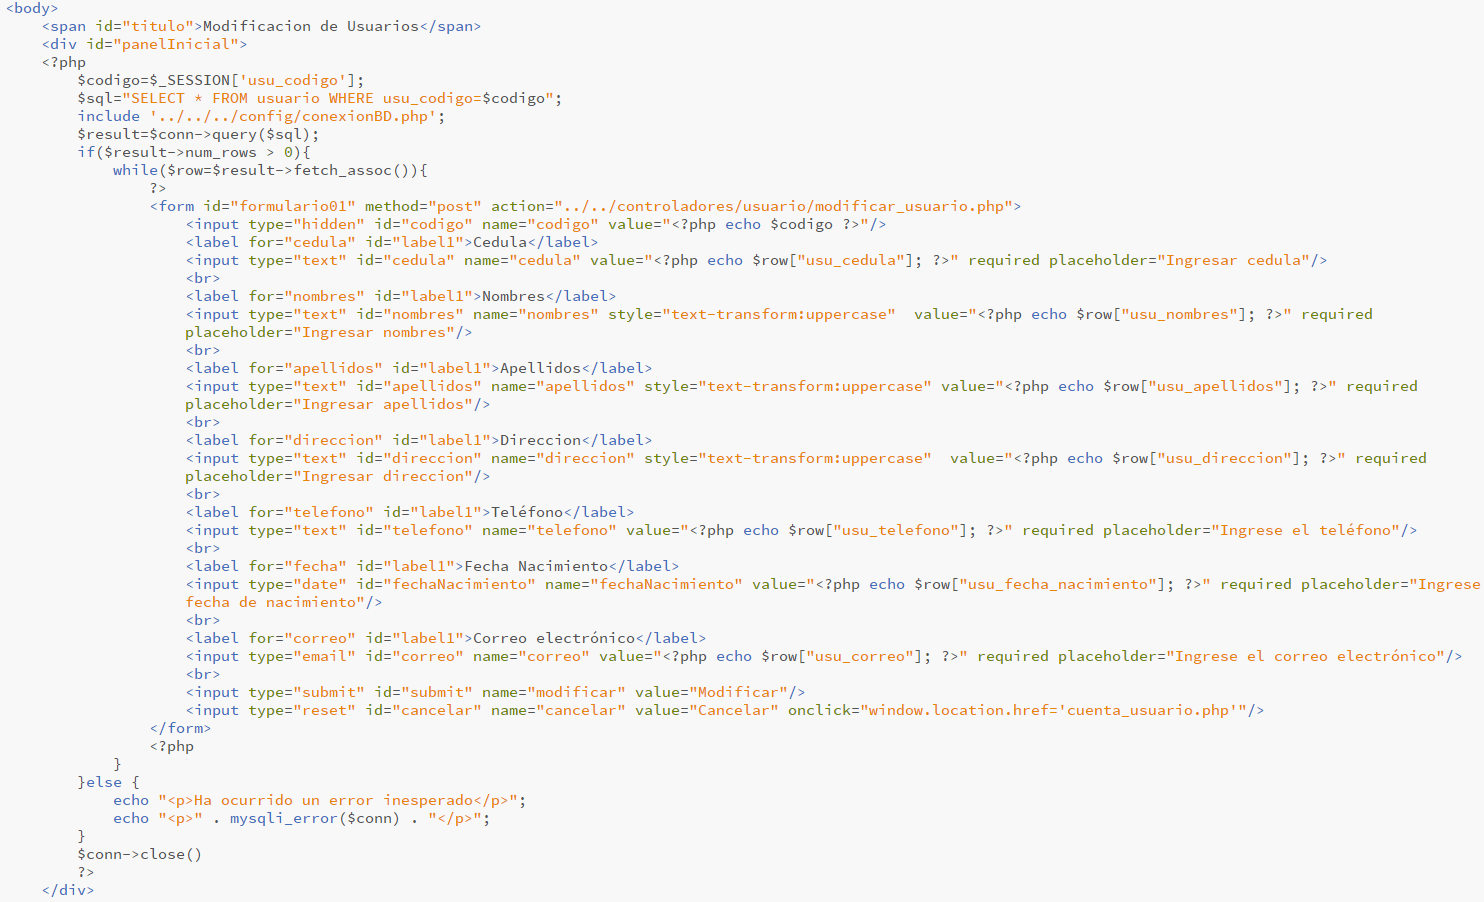 <body>
    <span id="titulo">Modificacion de Usuarios</span>
    <div id="panelInicial">
    <?php
        $codigo=$_SESSION['usu_codigo'];
        $sql="SELECT * FROM usuario WHERE usu_codigo=$codigo";
        include '../../../config/conexionBD.php';
        $result=$conn->query($sql);
        if($result->num_rows > 0){
            while($row=$result->fetch_assoc()){
                ?>
                <form id="formulario01" method="post" action="../../controladores/usuario/modificar_usuario.php">
                    <input type="hidden" id="codigo" name="codigo" value="<?php echo $codigo ?>"/>
                    <label for="cedula" id="label1">Cedula</label>
                    <input type="text" id="cedula" name="cedula" value="<?php echo $row["usu_cedula"]; ?>" required placeholder="Ingresar cedula"/>
                    <br>
                    <label for="nombres" id="label1">Nombres</label>
                    <input type="text" id="nombres" name="nombres" style="text-transform:uppercase"  value="<?php echo $row["usu_nombres"]; ?>" required
                    placeholder="Ingresar nombres"/>
                    <br>
                    <label for="apellidos" id="label1">Apellidos</label>
                    <input type="text" id="apellidos" name="apellidos" style="text-transform:uppercase" value="<?php echo $row["usu_apellidos"]; ?>" required
                    placeholder="Ingresar apellidos"/>
                    <br>
                    <label for="direccion" id="label1">Direccion</label>
                    <input type="text" id="direccion" name="direccion" style="text-transform:uppercase"  value="<?php echo $row["usu_direccion"]; ?>" required
                    placeholder="Ingresar direccion"/>
                    <br>
                    <label for="telefono" id="label1">Teléfono</label>
                    <input type="text" id="telefono" name="telefono" value="<?php echo $row["usu_telefono"]; ?>" required placeholder="Ingrese el teléfono"/>
                    <br>
                    <label for="fecha" id="label1">Fecha Nacimiento</label>
                    <input type="date" id="fechaNacimiento" name="fechaNacimiento" value="<?php echo $row["usu_fecha_nacimiento"]; ?>" required placeholder="Ingrese
                    fecha de nacimiento"/>
                    <br>
                    <label for="correo" id="label1">Correo electrónico</label>
                    <input type="email" id="correo" name="correo" value="<?php echo $row["usu_correo"]; ?>" required placeholder="Ingrese el correo electrónico"/>
                    <br>
                    <input type="submit" id="submit" name="modificar" value="Modificar"/>
                    <input type="reset" id="cancelar" name="cancelar" value="Cancelar" onclick="window.location.href='cuenta_usuario.php'"/>
                </form>
                <?php
            }
        }else {
            echo "<p>Ha ocurrido un error inesperado</p>";
            echo "<p>" . mysqli_error($conn) . "</p>";
        }
        $conn->close()
        ?>
    </div>